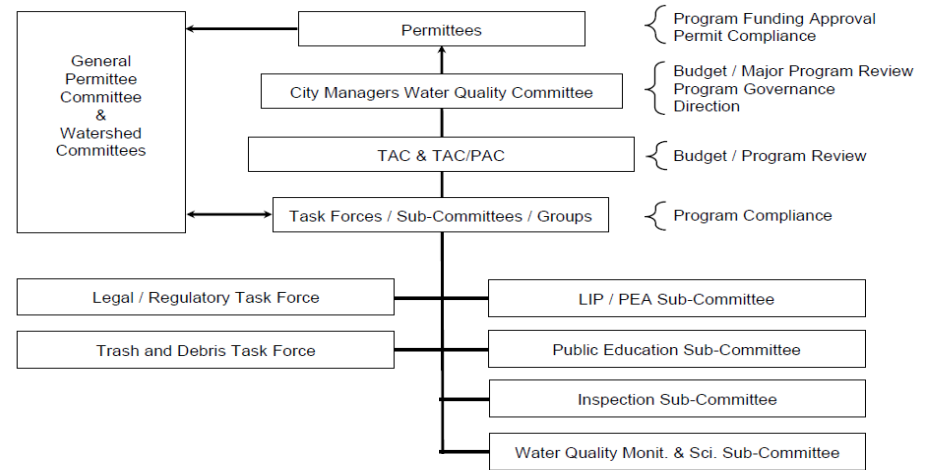 General
Permittee
Committee
&
Watershed
Committees
Permittees
Program Funding Approval
Permit Compliance
City Managers Water Quality Committee
Budget / Major Program Review
Program Governance
Direction
TAC & TAC/PAC
Budget / Program Review
Task Forces / Sub-Committees / Groups
Program Compliance
Legal / Regulatory Task Force
LIP / PEA Sub-Committee
Trash and Debris Task Force
Public Education Sub-Committee
Inspection Sub-Committee
Water Quality Monit. & Sci. Sub-Committee